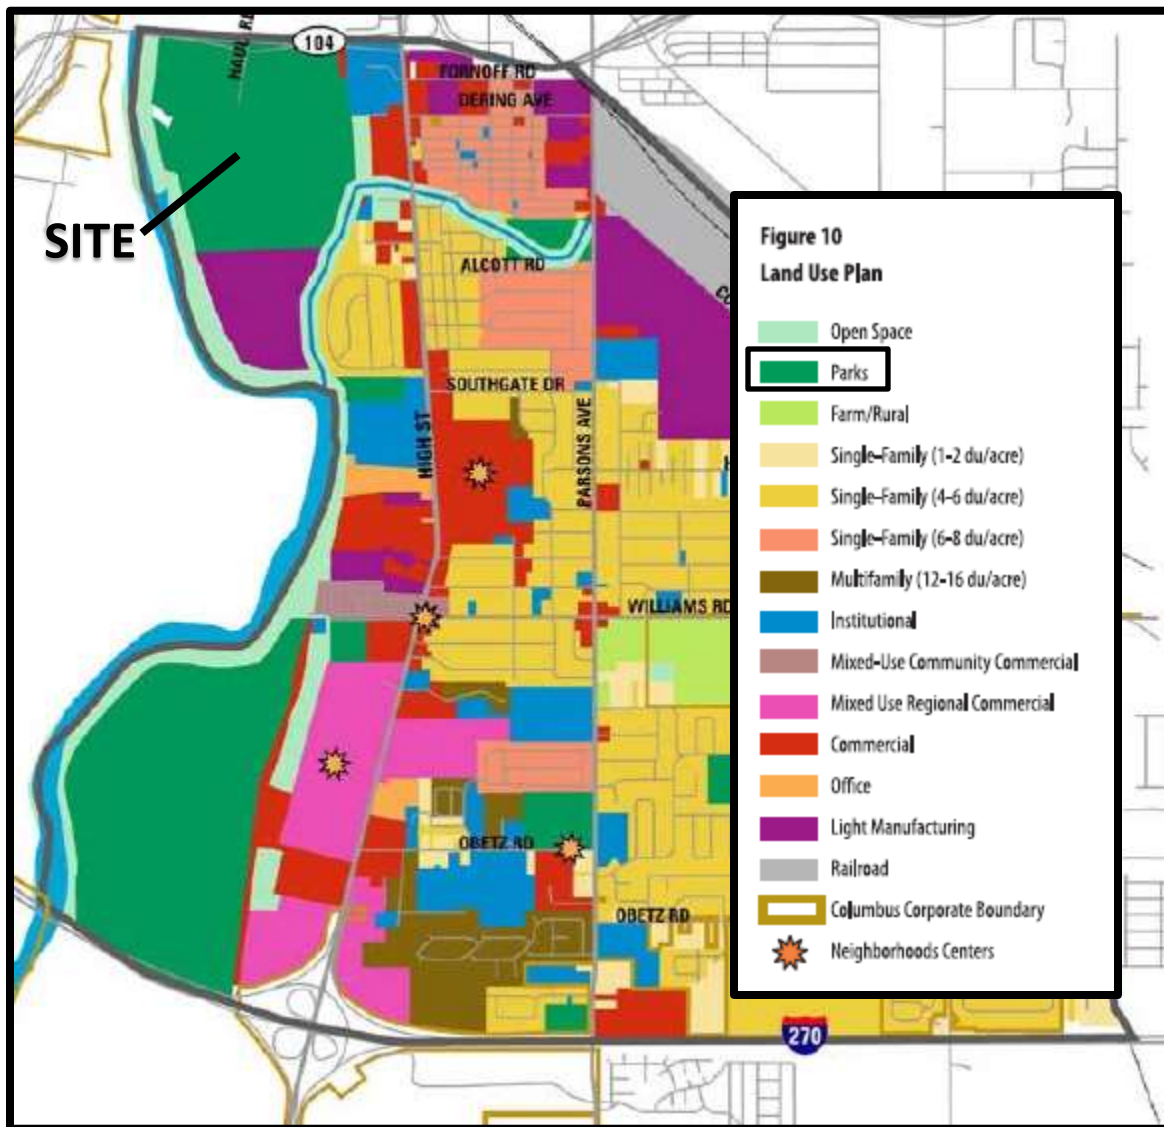 HAUL RD
104
FORNOFF RD
DERING AVE
SITE
ALCOTT RD
SOUTHGATE DR
HIGH ST
PARSONS AVE
WILLIAMS RD
OBETZ RD
OBETZ RD
270
Figure 10
Land Use Plan
Open Space
Parks
Farm/Rural
Single-Family (1-2 du/acre)
Single-Family (4-6 du/acre)
Single-Family (6-8 du/acre)
Multifamily (12-16 du/acre)
Institutional
Mixed-Use Community Commercial
Mixed Use Regional Commercial
Commercial
Office
Light Manufacturing
Railroad
Columbus Corporate Boundary
Neighborhoods Centers